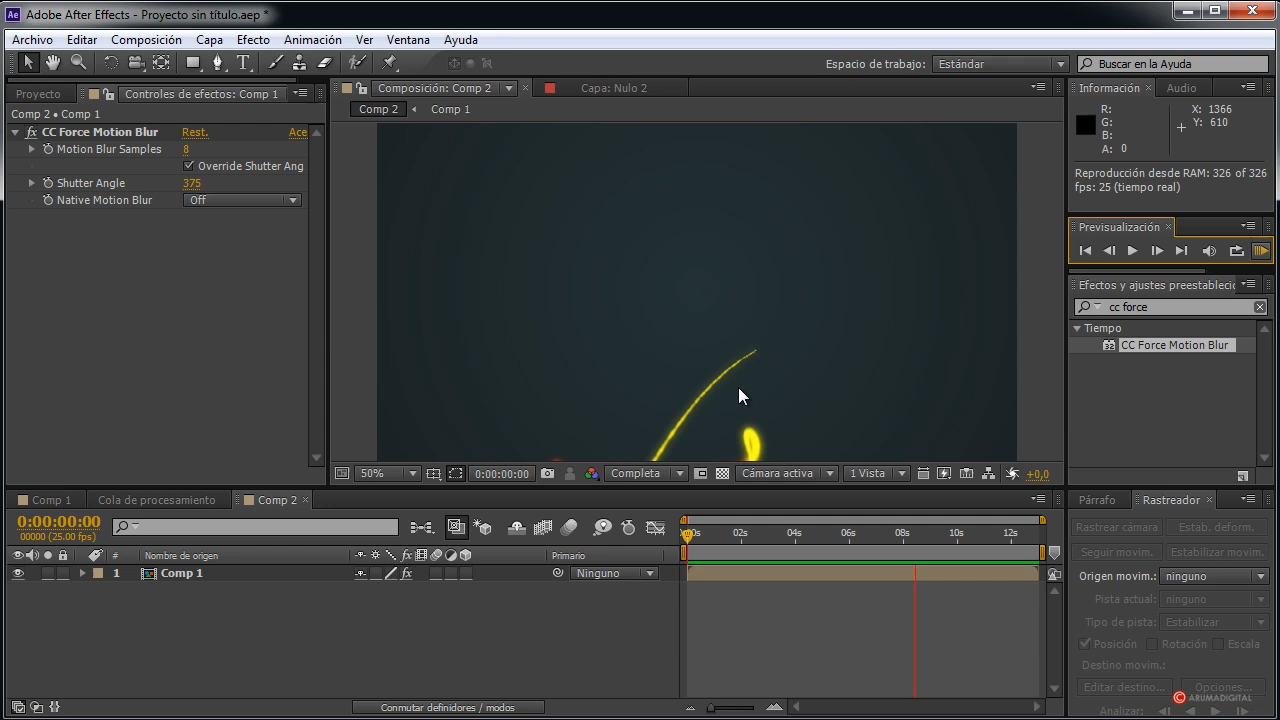 Ae Adobe After Effects - Proyecto sin título.aep *
Archivo Editar Composición Capa Efecto Animación Ver Ventana Ayuda
Espacio de trabajo: Estándar Buscar en la Ayuda
Proyecto Controles de efectos: Comp 1
Comp 2 • Comp 1
fx CC Force Motion Blur Rest. Ace
Motion Blur Samples 8
Override Shutter Ang
Shutter Angle 375
Native Motion Blur Off
Composición: Comp 2 Capa: Nulo 2
Comp 2 Comp 1
50% 0:00:00:00 Completa Cámara activa 1 Vista +0,0
Información Audio
R: X: 1366
G: Y: 610
B:
A: 0
Reproducción desde RAM: 326 of 326
fps: 25 (tiempo real)
Previsualización
Efectos y ajustes preestablecid
cc force
Tiempo
32 CC Force Motion Blur
Comp 1 Cola de procesamiento Comp 2
0:00:00:00
00000 (25.00 fps)
02s 04s 06s 08s 10s 12s
# Nombre de origen fx Primario
1 Comp 1 fx Ninguno
Conmutar definidores / modos
Párrafo Rastreador
Rastrear cámara Estab. deform.
Seguir movim. Estabilizar movim.
Origen movim.: ninguno
Pista actual: ninguno
Tipo de pista: Estabilizar
Posición Rotación Escala
Destino movim.:
Editar destino... Opciones...
© ARUMADIGITAL
Analizar: